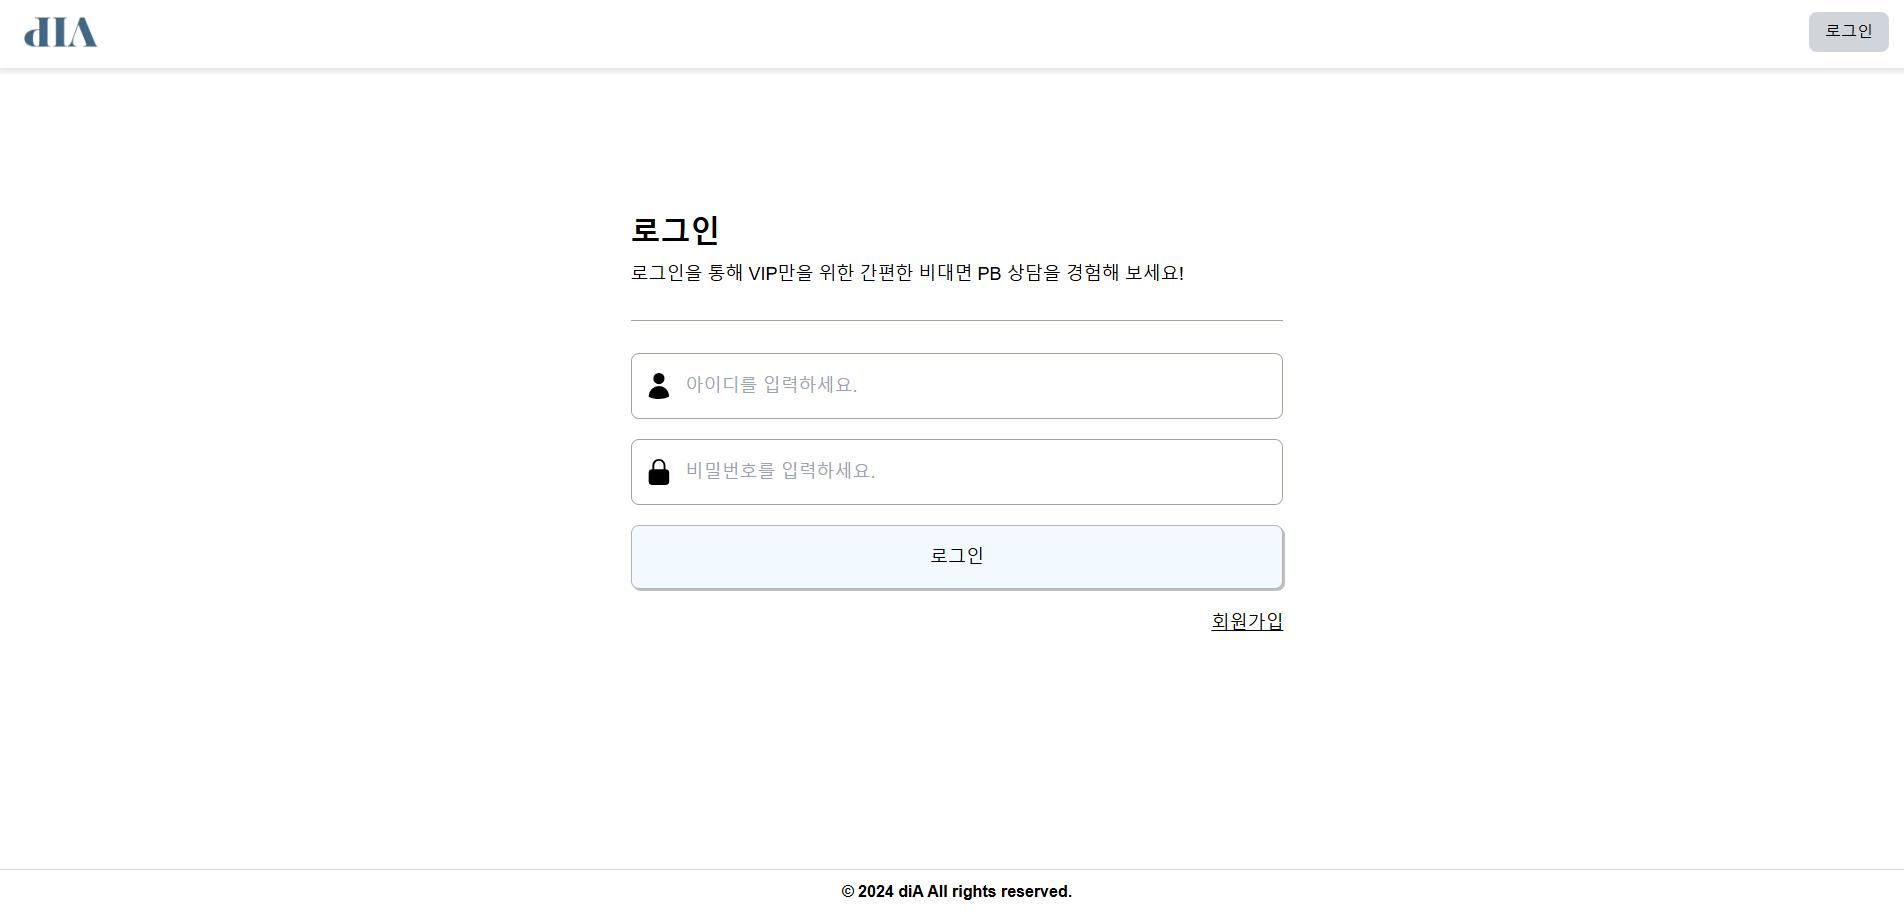 dIA
로그인
로그인
로그인을 통해 VIP만을 위한 간편한 비대면 PB 상담을 경험해 보세요!
아이디를 입력하세요.
비밀번호를 입력하세요.
로그인
회원가입
© 2024 diA All rights reserved.